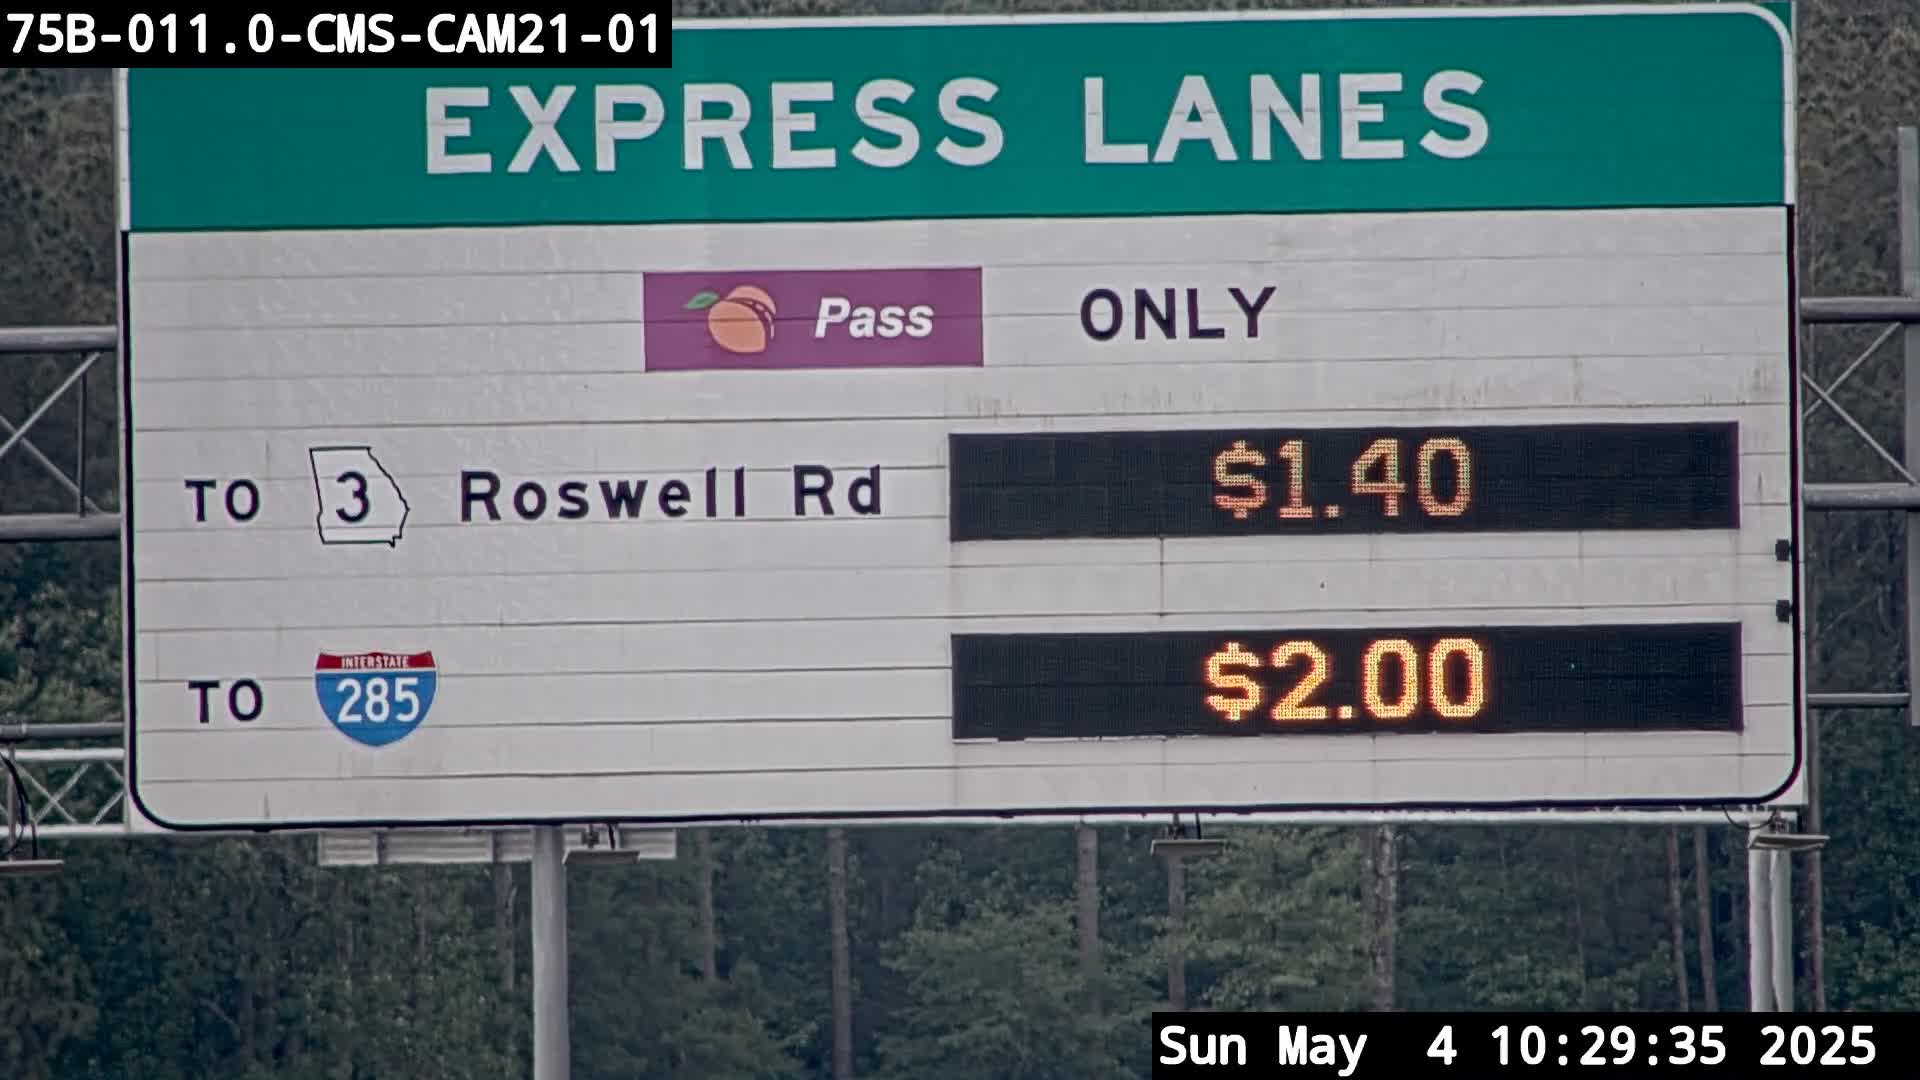 75B-011.0-CMS-CAM21-01
EXPRESS LANES
Pass ONLY
TO 3 Roswell Rd $1.40
TO INTERSTATE 285 $2.00
Sun May 4 10:29:35 2025